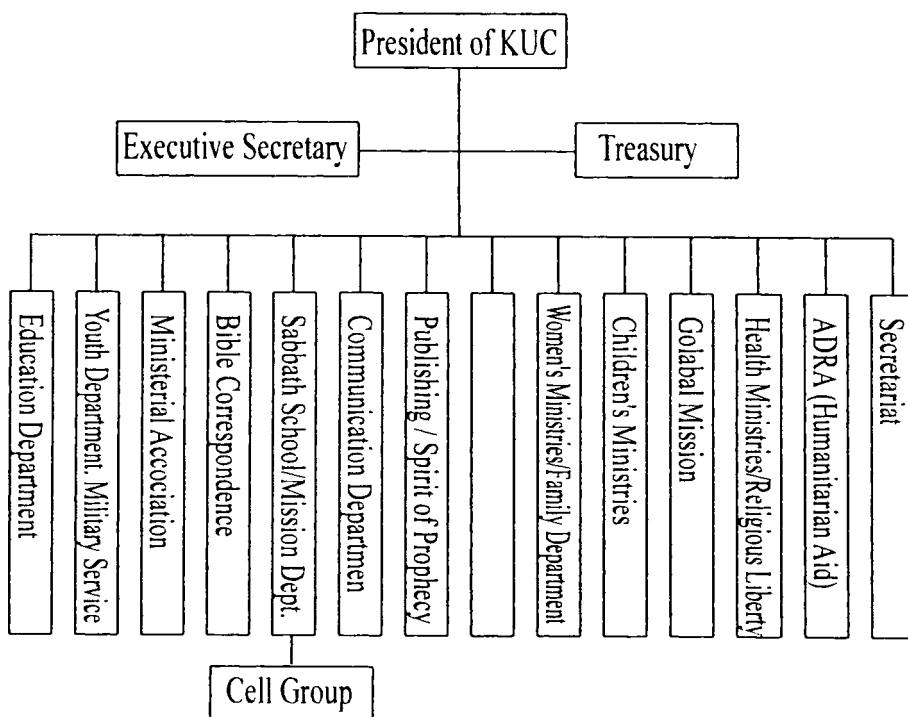 President of KUC
Executive Secretary
Treasury
Education Department
Youth Department. Military Service
Ministerial Accociation
Bible Correspondence
Sabbath School/Mission Dept.
Communication Departmen
Publishing / Spirit of Prophecy
Women's Ministries/Family Department
Children's Ministries
Golabal Mission
Health Ministries/Religious Liberty
ADRA (Humanitarian Aid)
Secretariat
Cell Group